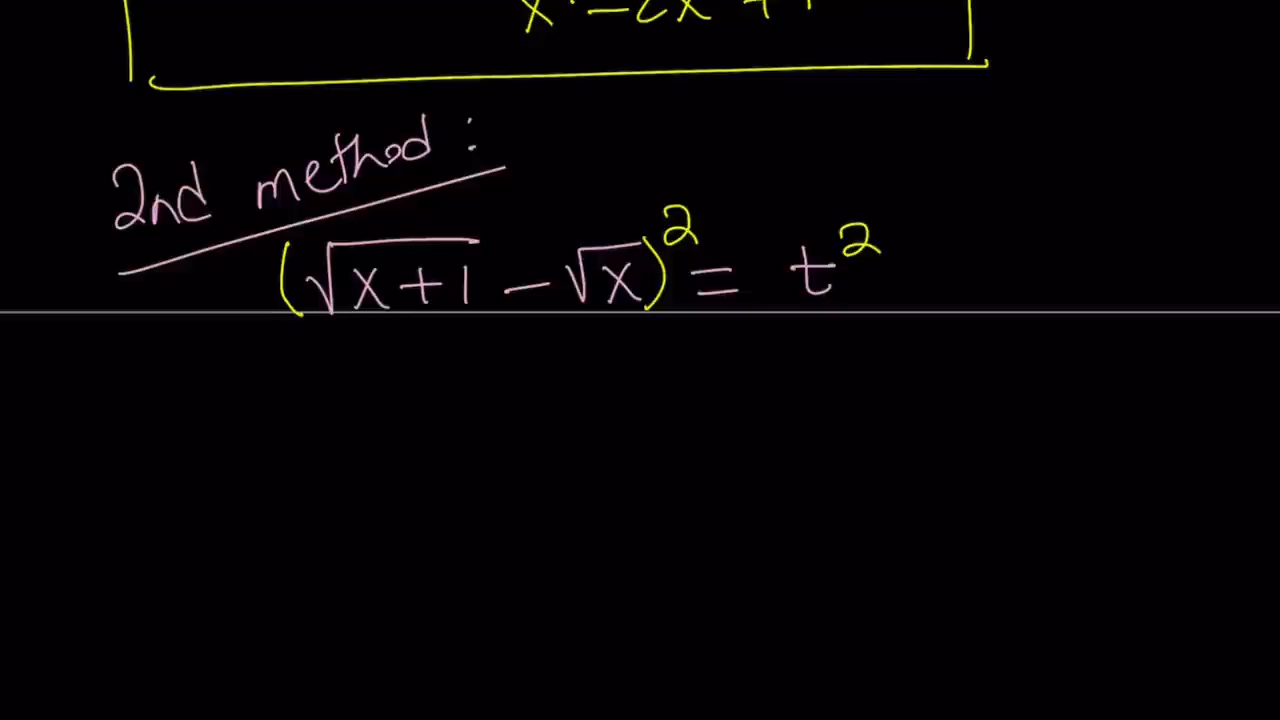 2nd method:
(√(x+1) - √x)² = t²